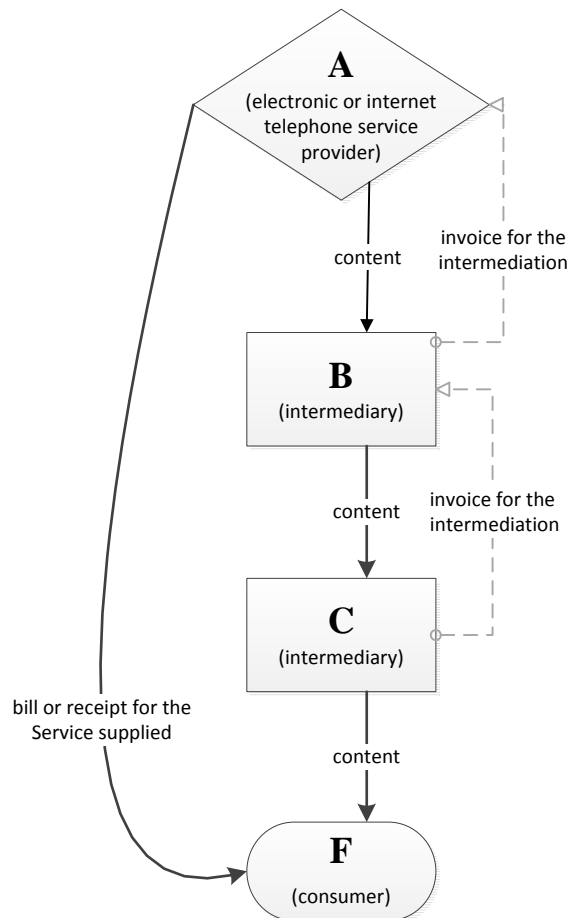 A
(electronic or internet
telephone service
provider)
invoice for the
intermediation
content
B
(intermediary)
invoice for the
intermediation
content
C
(intermediary)
bill or receipt for the
Service supplied
content
F
(consumer)